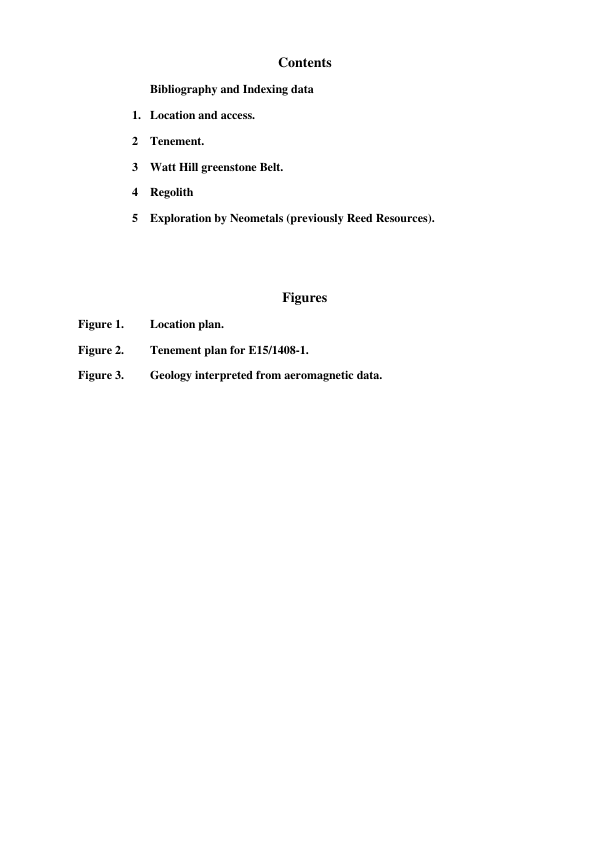 Contents
Bibliography and Indexing data
1. Location and access.
2 Tenement.
3 Watt Hill greenstone Belt.
4 Regolith
5 Exploration by Neometals (previously Reed Resources).
Figures
Figure 1. Location plan.
Figure 2. Tenement plan for E15/1408-1.
Figure 3. Geology interpreted from aeromagnetic data.